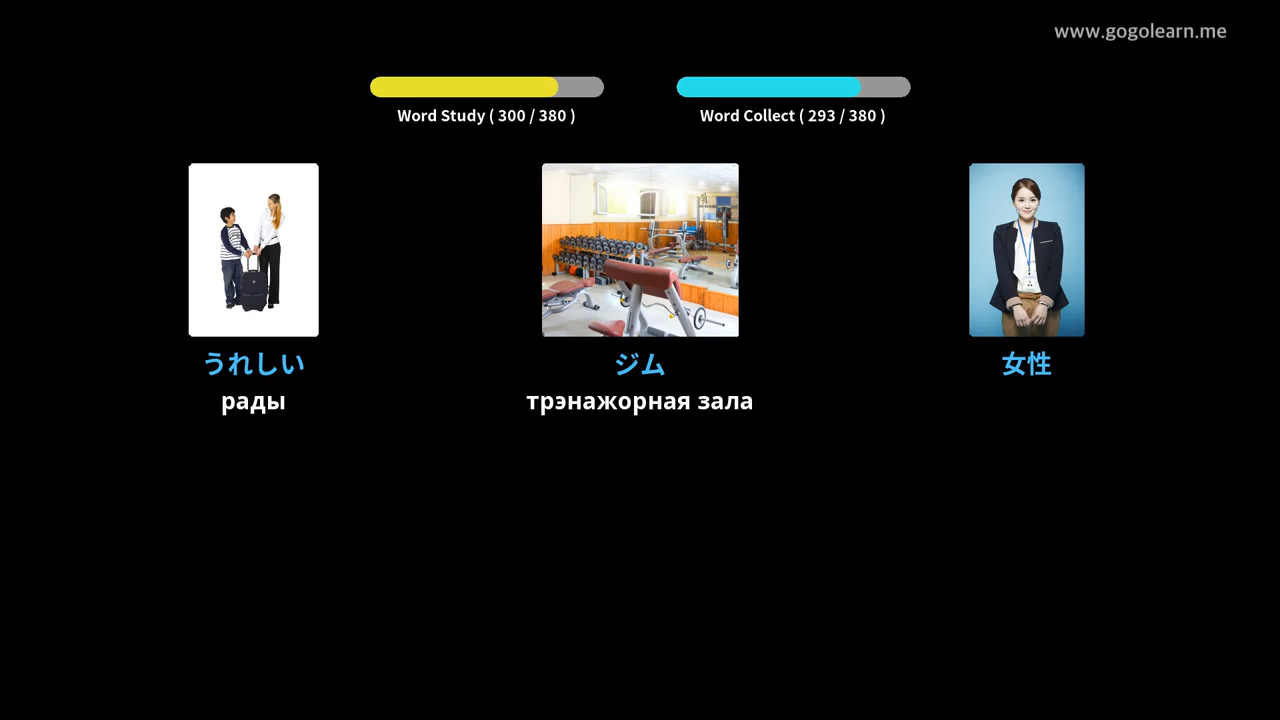 www.gogolearn.me
Word Study ( 300 / 380 )
Word Collect ( 293 / 380 )
うれしい
ジム
女性
рады
трэнажорная зала